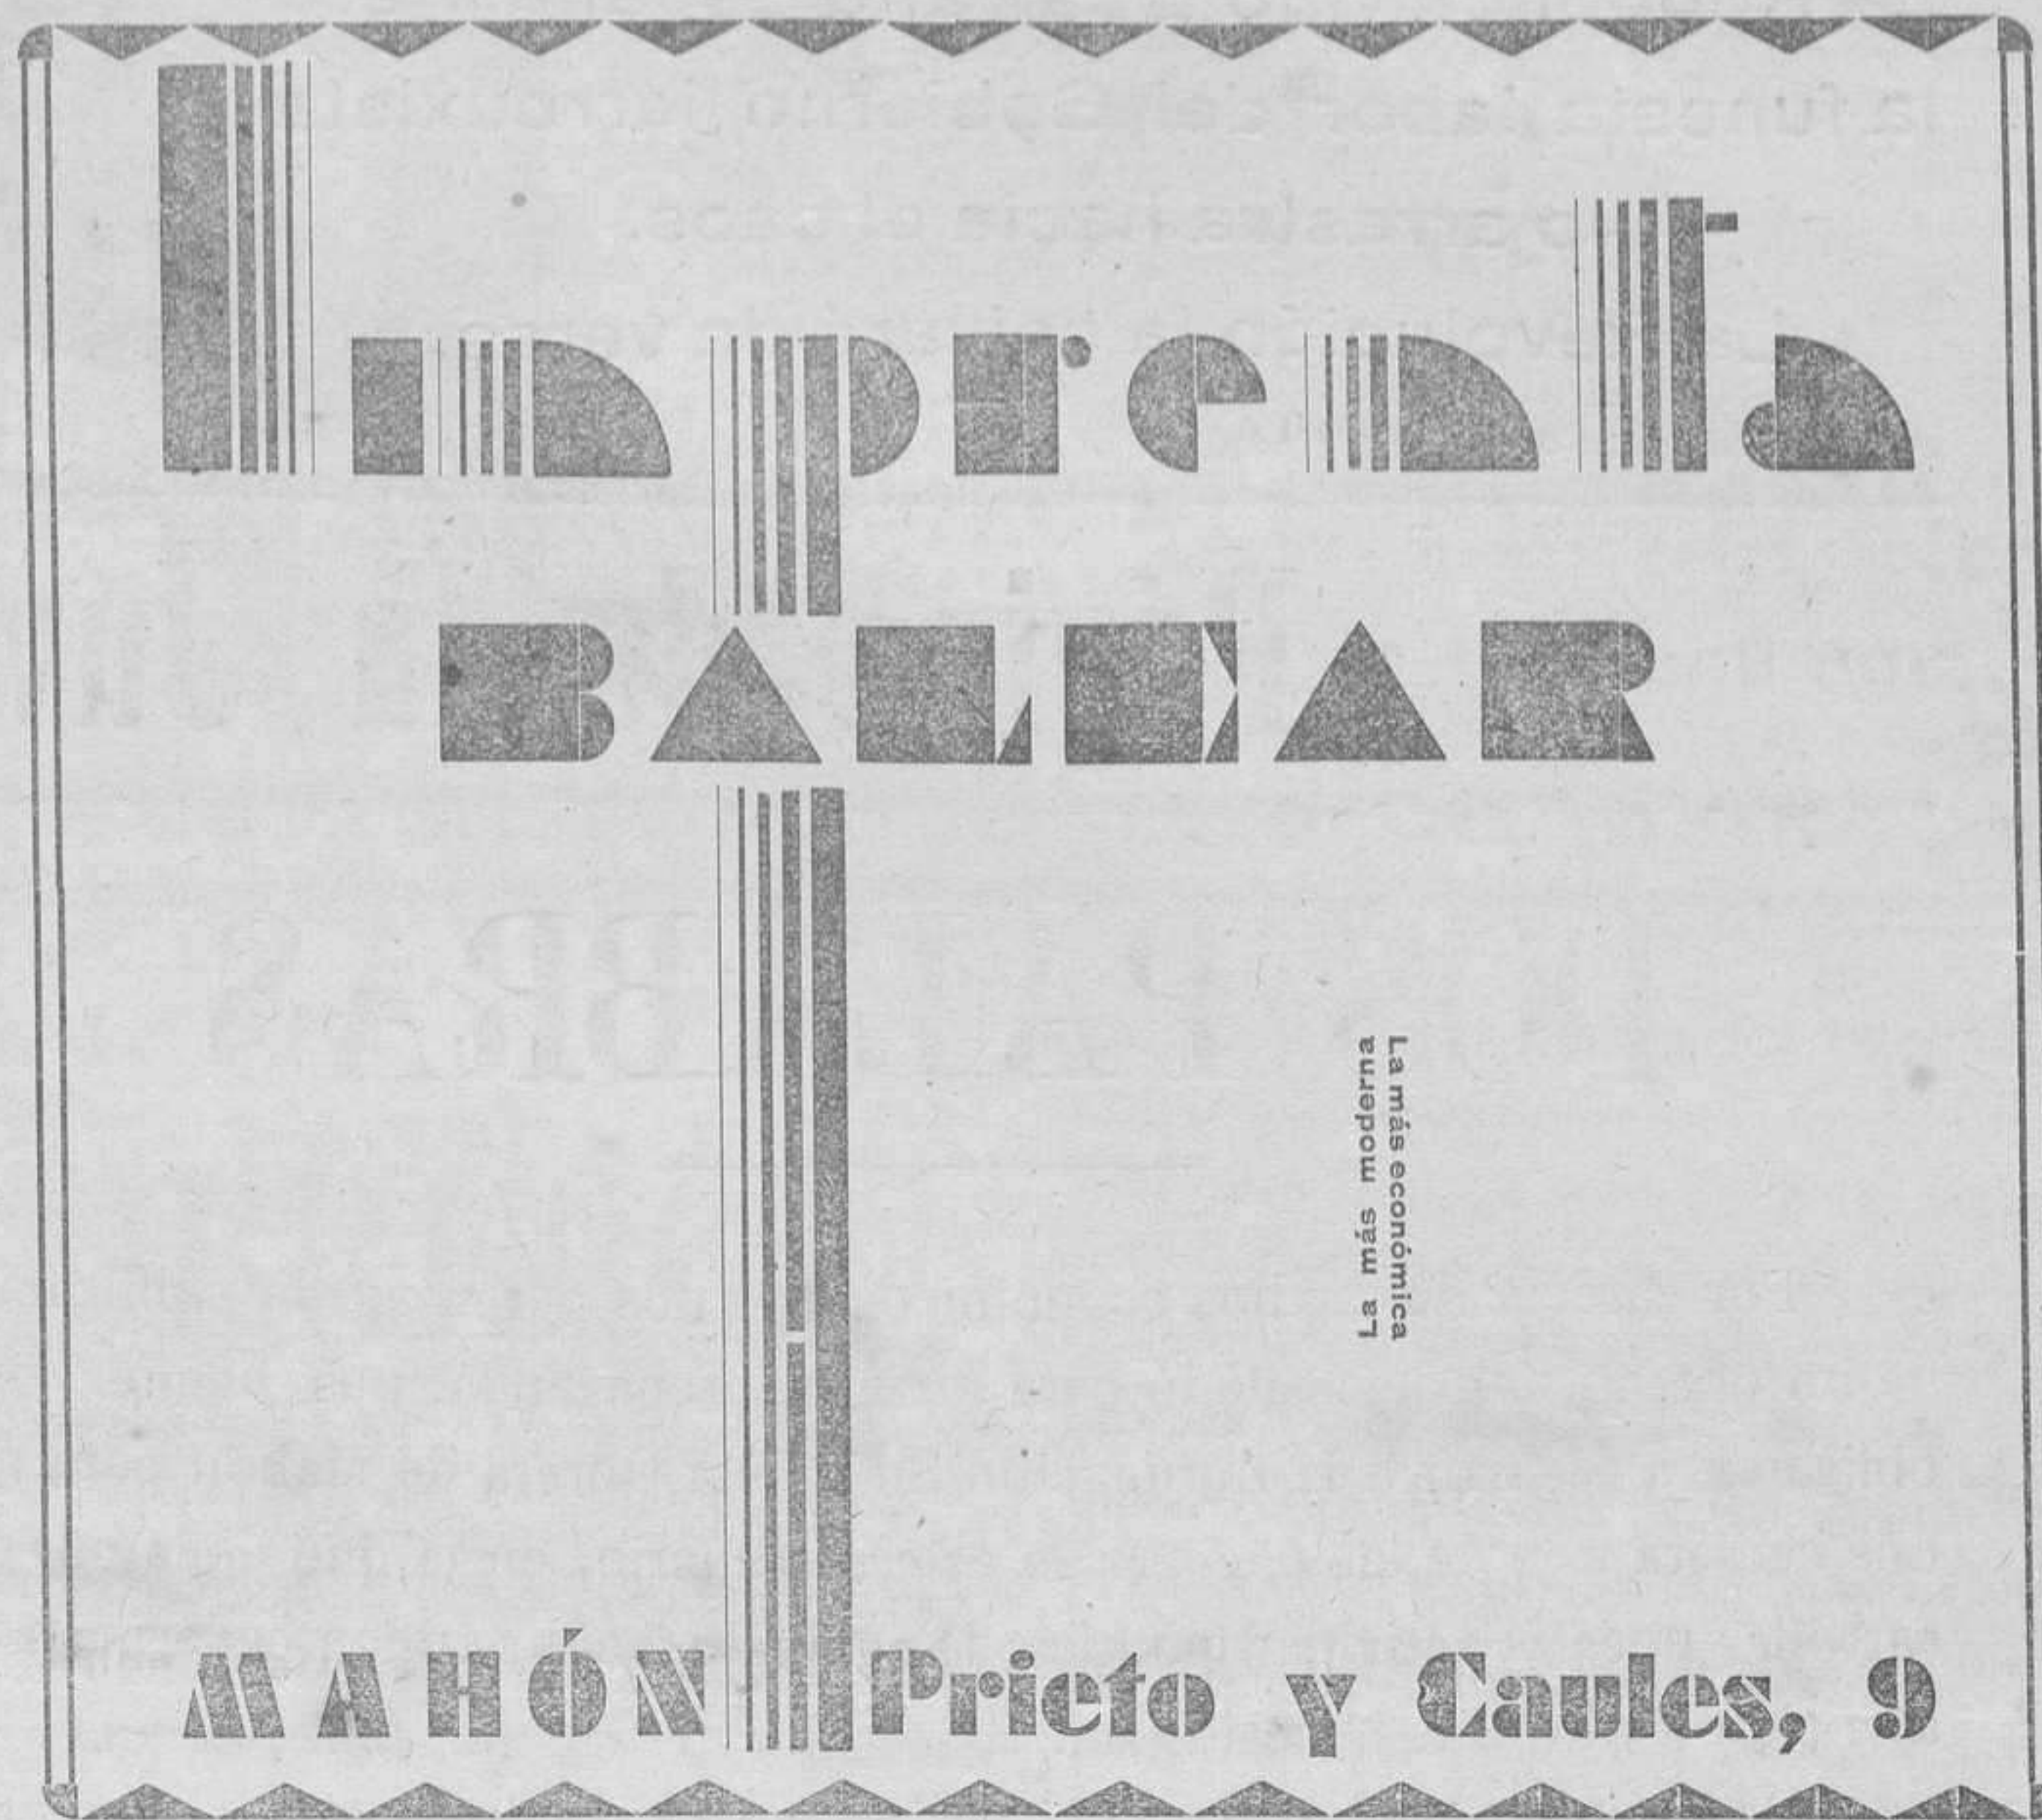 Imprenta
BALEAR
La más moderna
La más económica
MAHÓN Prieto y Caules, 9